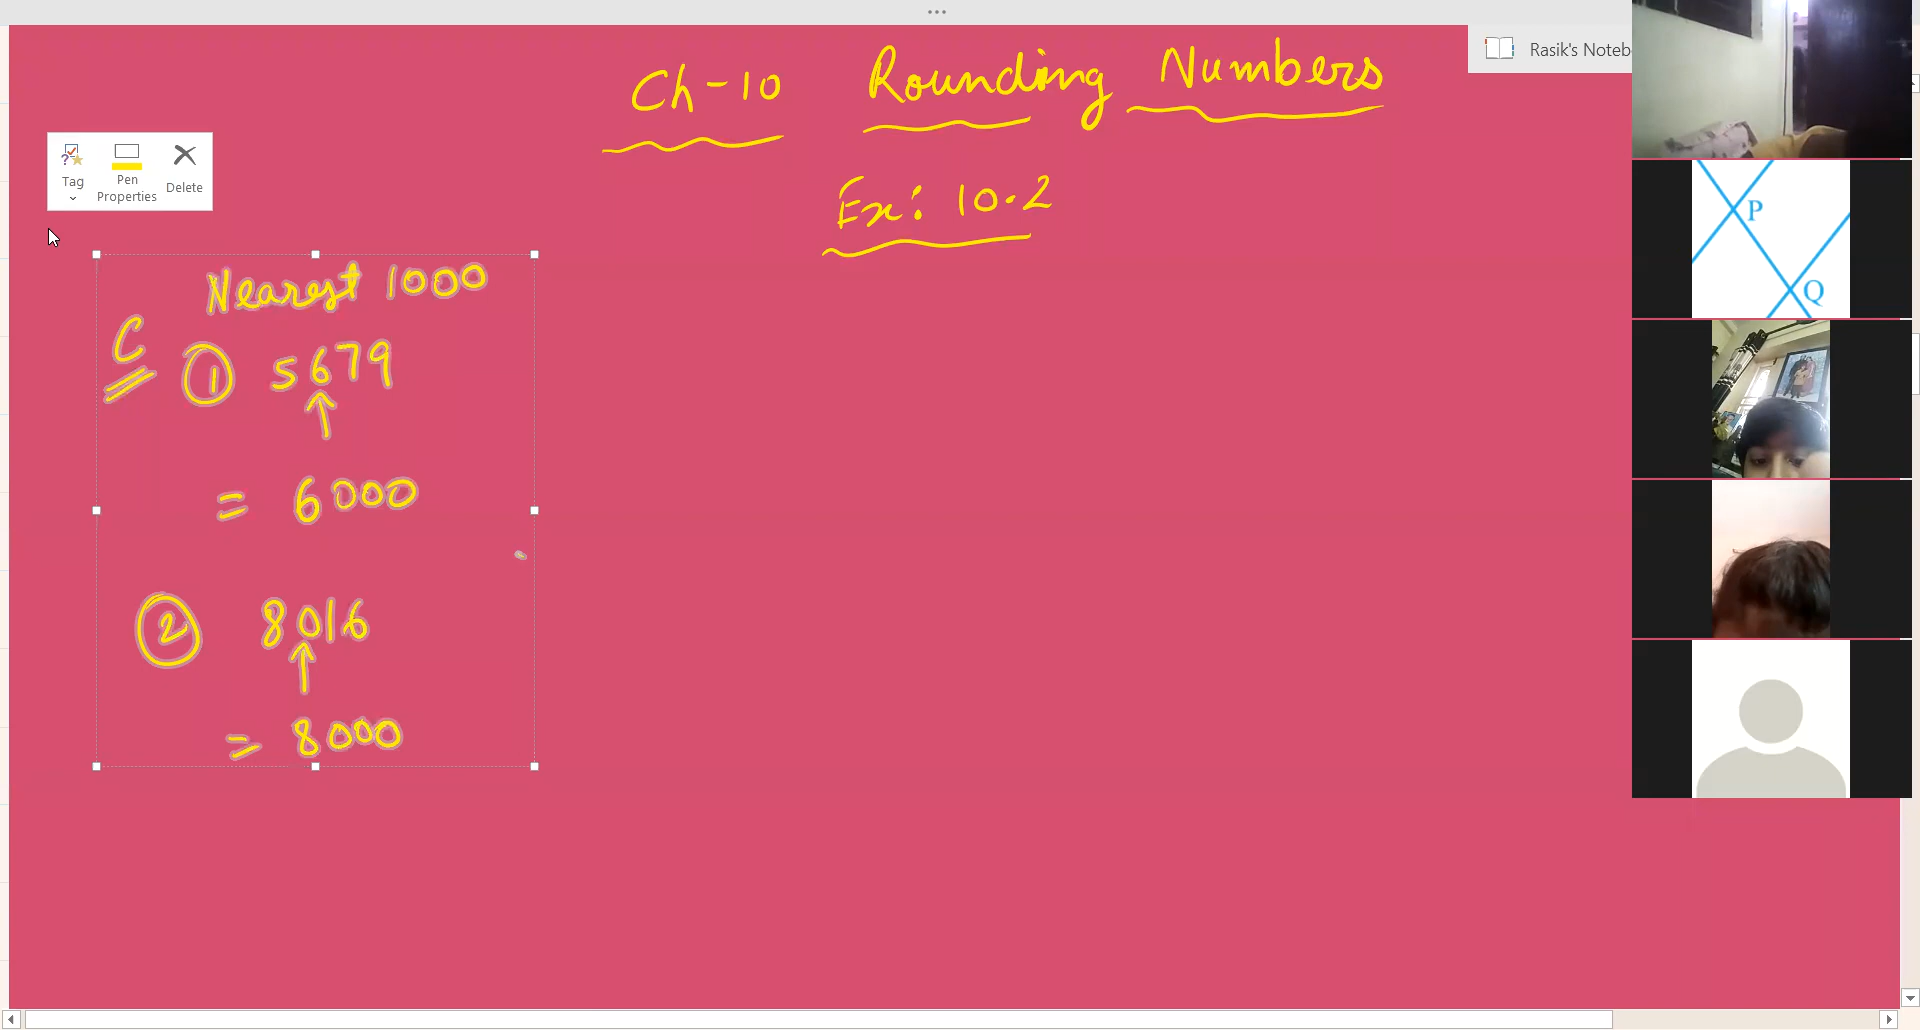 Ch-10 Rounding Numbers
Rasik's Noteb
Tag
Pen Properties
Delete
Ex: 10.2
Nearest 1000
C ① 5679
↑
= 6000
② 8016
↑
= 8000
P
Q